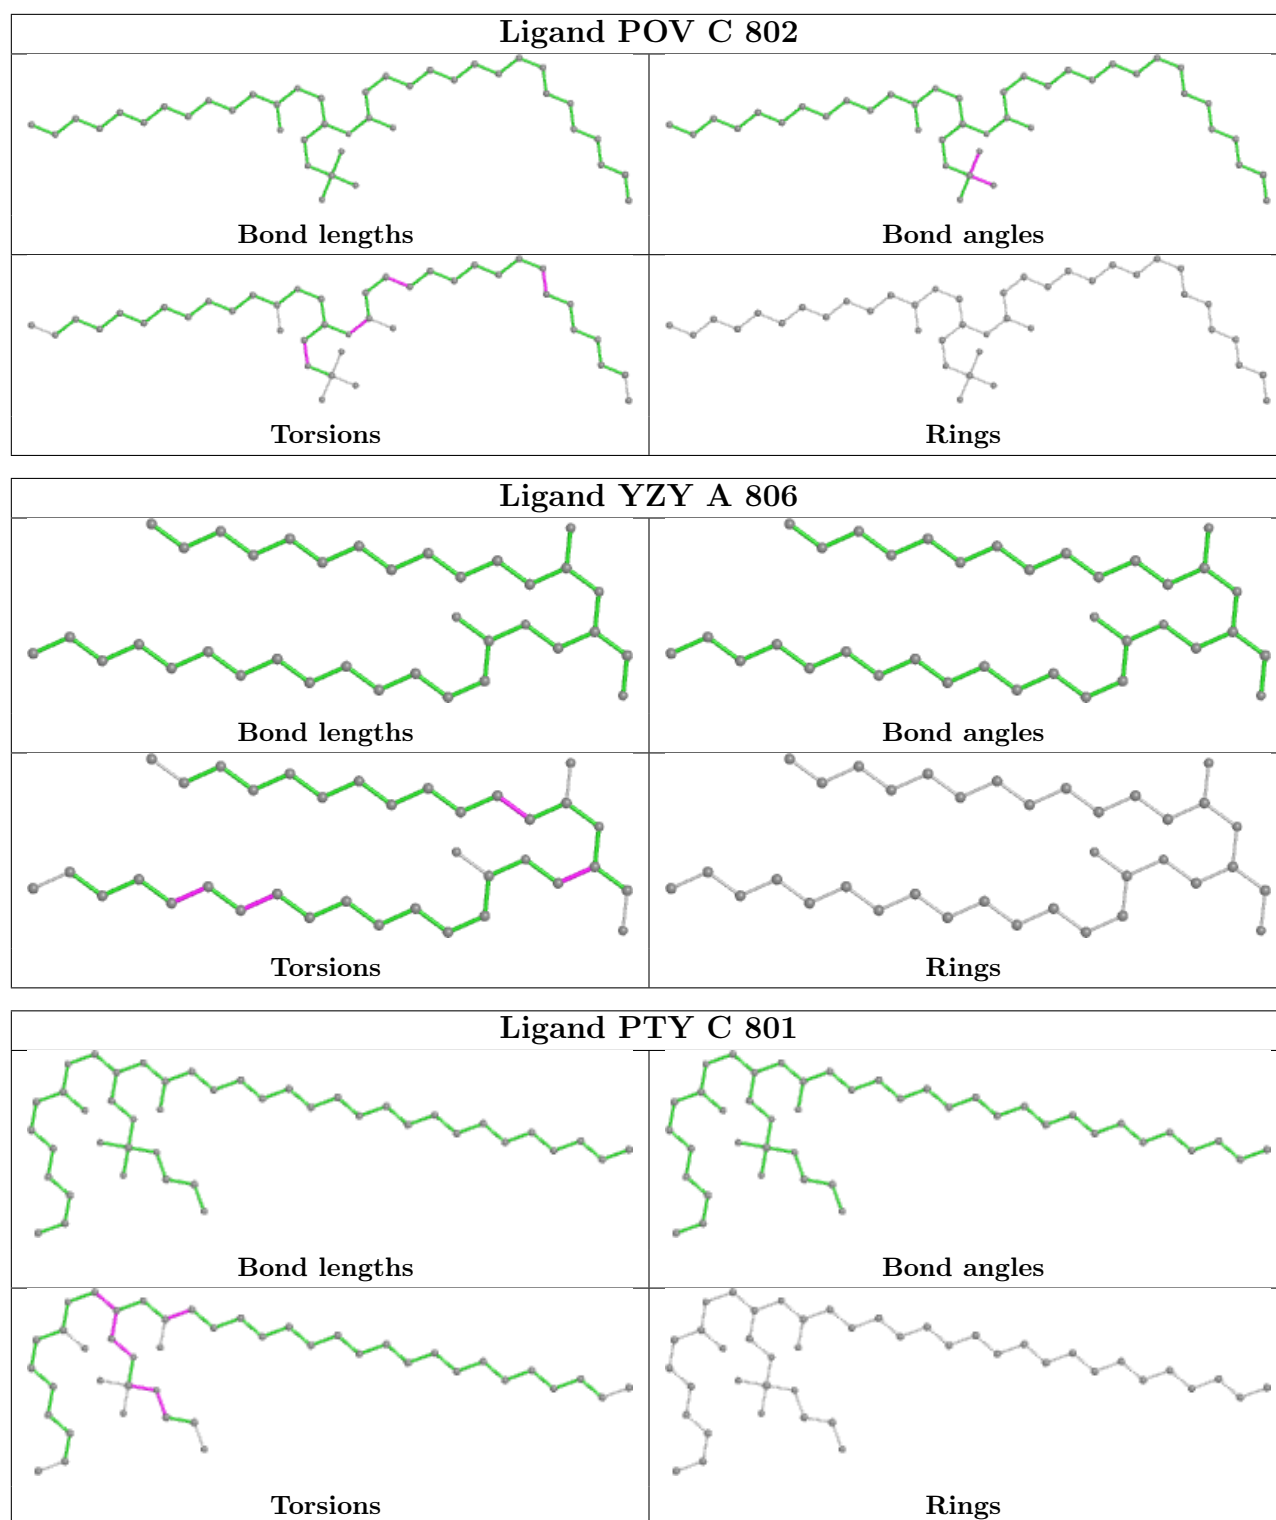 Ligand POV C 802
Bond lengths
Bond angles
Torsions
Rings
Ligand YZY A 806
Bond lengths
Bond angles
Torsions
Rings
Ligand PTY C 801
Bond lengths
Bond angles
Torsions
Rings